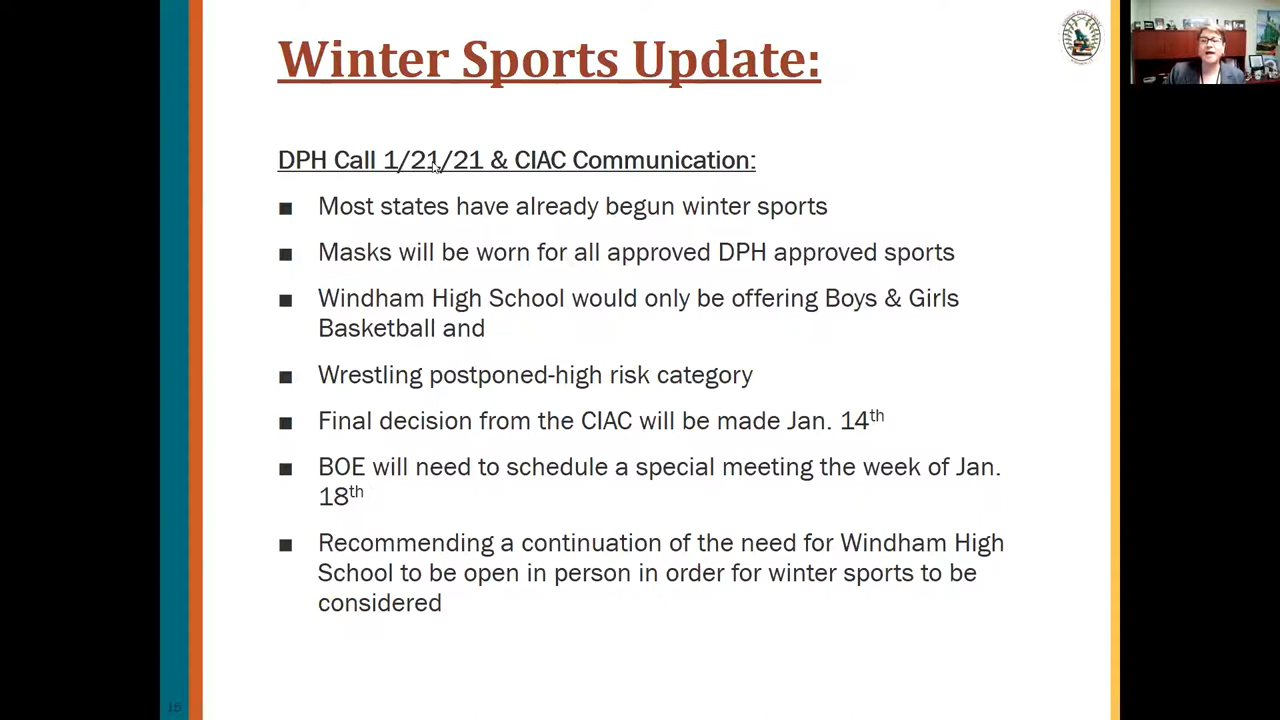 Winter Sports Update:
DPH Call 1/21/21 & CIAC Communication:
■ Most states have already begun winter sports
■ Masks will be worn for all approved DPH approved sports
■ Windham High School would only be offering Boys & Girls
Basketball and
■ Wrestling postponed-high risk category
■ Final decision from the CIAC will be made Jan. 14th
■ BOE will need to schedule a special meeting the week of Jan.
18th
■ Recommending a continuation of the need for Windham High
School to be open in person in order for winter sports to be
considered
15